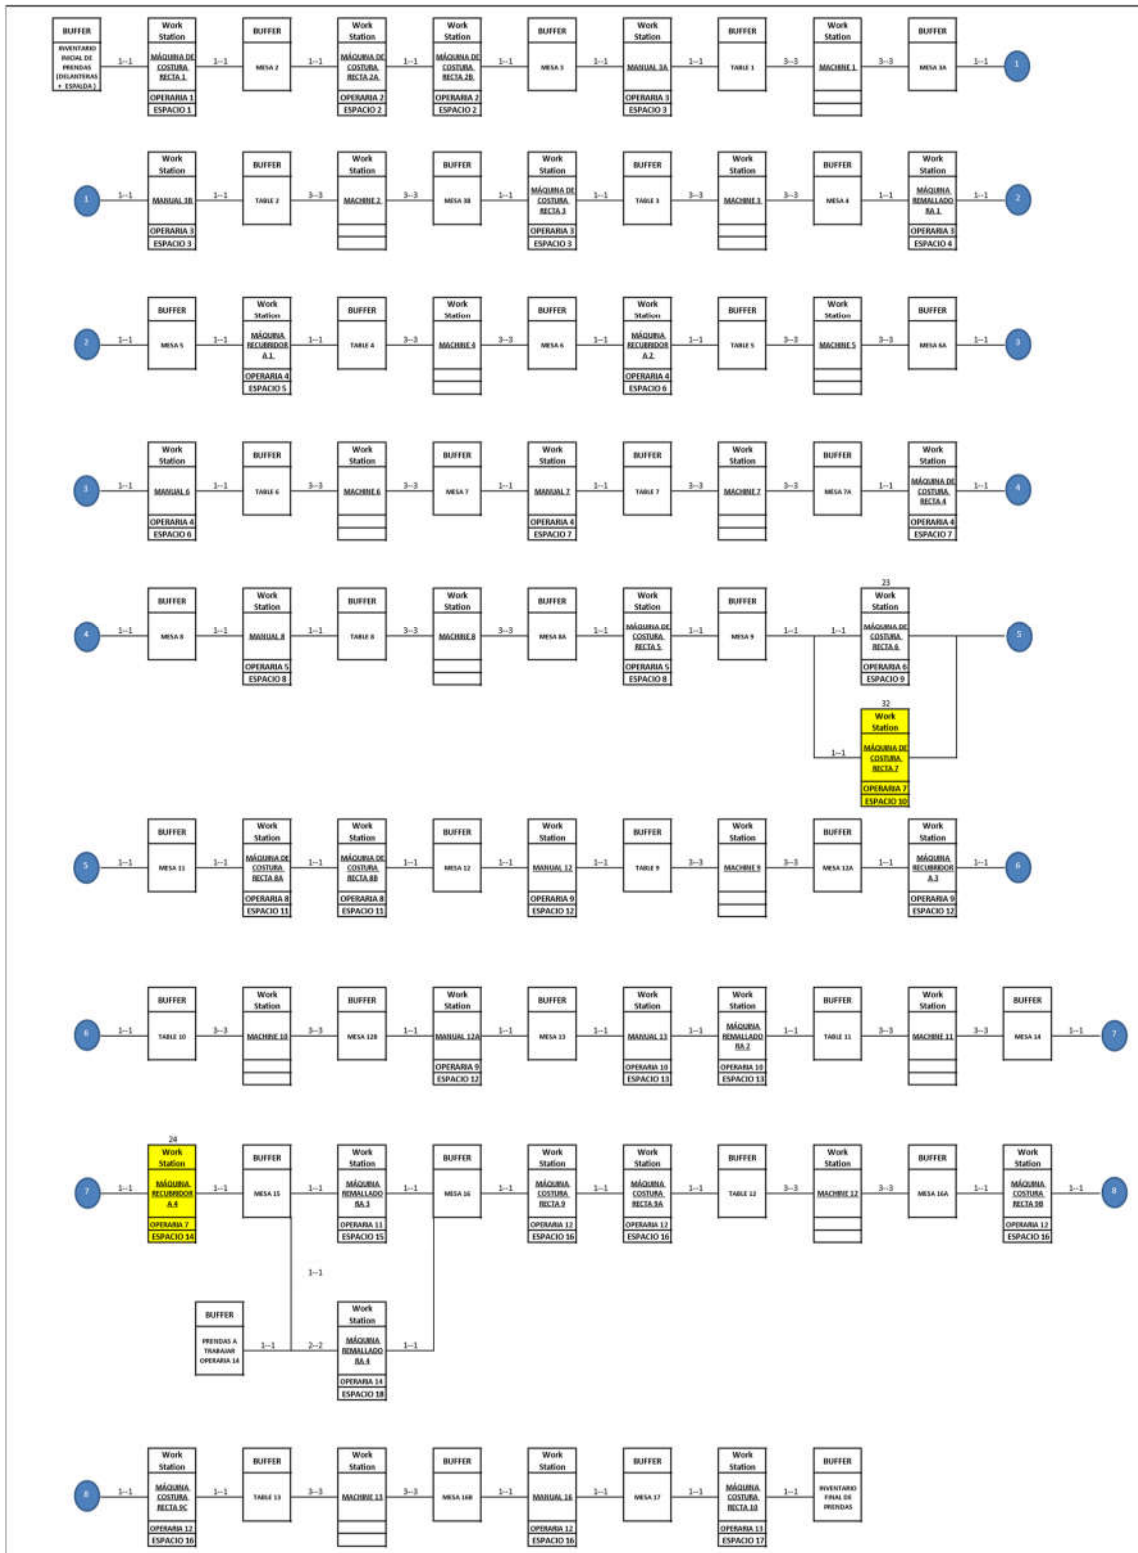 BUFFER
INVENTARIO
INICIAL DE
PRENDAS
(DELANTERAS
+ ESPALDA)
1--1
Work
Station
MÁQUINA DE
COSTURA
RECTA 1
OPERARIA 1
ESPACIO 1
1--1
BUFFER
MESA 2
1--1
Work
Station
MÁQUINA DE
COSTURA
RECTA 2A
OPERARIA 2
ESPACIO 2
1--1
Work
Station
MÁQUINA DE
COSTURA
RECTA 2B
OPERARIA 2
ESPACIO 2
1--1
BUFFER
MESA 3
1--1
Work
Station
MANUAL 3A
OPERARIA 3
ESPACIO 3
1--1
BUFFER
TABLE 1
3--3
Work
Station
MACHINE 1
3--3
BUFFER
MESA 3A
1--1
1
1
1--1
Work
Station
MANUAL 3B
OPERARIA 3
ESPACIO 3
1--1
BUFFER
TABLE 2
3--3
Work
Station
MACHINE 2
3--3
BUFFER
MESA 3B
1--1
Work
Station
MÁQUINA DE
COSTURA
RECTA 3
OPERARIA 3
ESPACIO 3
1--1
BUFFER
TABLE 3
3--3
Work
Station
MACHINE 3
3--3
BUFFER
MESA 4
1--1
Work
Station
MÁQUINA
REMALLADO
RA 1
OPERARIA 3
ESPACIO 4
1--1
2
2
1--1
BUFFER
MESA 5
1--1
Work
Station
MÁQUINA
RECUBRIDOR
A 1
OPERARIA 4
ESPACIO 5
1--1
BUFFER
TABLE 4
3--3
Work
Station
MACHINE 4
3--3
BUFFER
MESA 6
1--1
Work
Station
MÁQUINA
RECUBRIDOR
A 2
OPERARIA 4
ESPACIO 6
1--1
BUFFER
TABLE 5
3--3
Work
Station
MACHINE 5
3--3
BUFFER
MESA 6A
1--1
3
3
1--1
Work
Station
MANUAL 6
OPERARIA 4
ESPACIO 6
1--1
BUFFER
TABLE 6
3--3
Work
Station
MACHINE 6
3--3
BUFFER
MESA 7
1--1
Work
Station
MANUAL 7
OPERARIA 4
ESPACIO 7
1--1
BUFFER
TABLE 7
3--3
Work
Station
MACHINE 7
3--3
BUFFER
MESA 7A
1--1
Work
Station
MÁQUINA DE
COSTURA
RECTA 4
OPERARIA 4
ESPACIO 7
1--1
4
4
1--1
BUFFER
MESA 8
1--1
Work
Station
MANUAL 8
OPERARIA 5
ESPACIO 8
1--1
BUFFER
TABLE 8
3--3
Work
Station
MACHINE 8
3--3
BUFFER
MESA 8A
1--1
Work
Station
MÁQUINA DE
COSTURA
RECTA 5
OPERARIA 5
ESPACIO 8
1--1
BUFFER
MESA 9
1--1
1--1
23
Work
Station
MÁQUINA DE
COSTURA
RECTA 6
OPERARIA 6
ESPACIO 9
5
1--1
32
Work
Station
MÁQUINA DE
COSTURA
RECTA 7
OPERARIA 7
ESPACIO 10
5
1--1
BUFFER
MESA 11
1--1
Work
Station
MÁQUINA DE
COSTURA
RECTA 8A
OPERARIA 8
ESPACIO 11
1--1
Work
Station
MÁQUINA DE
COSTURA
RECTA 8B
OPERARIA 8
ESPACIO 11
1--1
BUFFER
MESA 12
1--1
Work
Station
MANUAL 12
OPERARIA 9
ESPACIO 12
1--1
BUFFER
TABLE 9
3--3
Work
Station
MACHINE 9
3--3
BUFFER
MESA 12A
1--1
Work
Station
MÁQUINA
RECUBRIDOR
A 3
OPERARIA 9
ESPACIO 12
1--1
6
6
1--1
BUFFER
TABLE 10
3--3
Work
Station
MACHINE 10
3--3
BUFFER
MESA 12B
1--1
Work
Station
MANUAL 12A
OPERARIA 9
ESPACIO 12
1--1
BUFFER
MESA 13
1--1
Work
Station
MANUAL 13
OPERARIA 10
ESPACIO 13
1--1
Work
Station
MÁQUINA
REMALLADO
RA 2
OPERARIA 10
ESPACIO 13
1--1
BUFFER
TABLE 11
3--3
Work
Station
MACHINE 11
3--3
BUFFER
MESA 14
1--1
7
7
1--1
24
Work
Station
MÁQUINA
RECUBRIDOR
A 4
OPERARIA 7
ESPACIO 14
1--1
BUFFER
MESA 15
1--1
Work
Station
MÁQUINA
REMALLADO
RA 3
OPERARIA 11
ESPACIO 15
1--1
BUFFER
MESA 16
1--1
Work
Station
MÁQUINA
COSTURA
RECTA 9
OPERARIA 12
ESPACIO 16
1--1
Work
Station
MÁQUINA
COSTURA
RECTA 9A
OPERARIA 12
ESPACIO 16
1--1
BUFFER
TABLE 12
3--3
Work
Station
MACHINE 12
3--3
BUFFER
MESA 16A
1--1
Work
Station
MÁQUINA
COSTURA
RECTA 9B
OPERARIA 12
ESPACIO 16
1--1
8
1--1
BUFFER
PRENDAS A
TRABAJAR
OPERARIA 14
1--1
2--2
Work
Station
MÁQUINA
REMALLADO
RA 4
OPERARIA 14
ESPACIO 18
1--1
8
1--1
Work
Station
MÁQUINA
COSTURA
RECTA 9C
OPERARIA 12
ESPACIO 16
1--1
BUFFER
TABLE 13
3--3
Work
Station
MACHINE 13
3--3
BUFFER
MESA 16B
1--1
Work
Station
MANUAL 16
OPERARIA 12
ESPACIO 16
1--1
BUFFER
MESA 17
1--1
Work
Station
MÁQUINA
COSTURA
RECTA 10
OPERARIA 13
ESPACIO 17
1--1
BUFFER
INVENTARIO
FINAL DE
PRENDAS